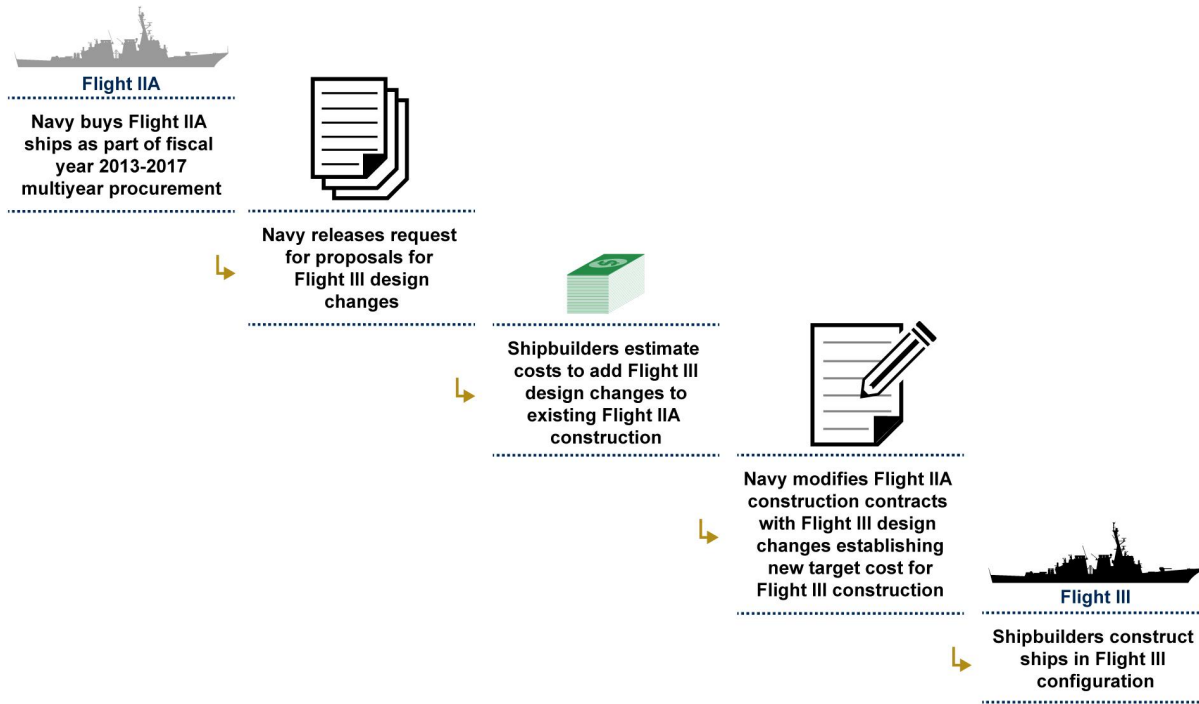 Flight IIA
Navy buys Flight IIA
ships as part of fiscal
year 2013-2017
multiyear procurement
Navy releases request
for proposals for
Flight III design
changes
Shipbuilders estimate
costs to add Flight III
design changes to
existing Flight IIA
construction
Navy modifies Flight IIA
construction contracts
with Flight III design
changes establishing
new target cost for
Flight III construction
Flight III
Shipbuilders construct
ships in Flight III
configuration